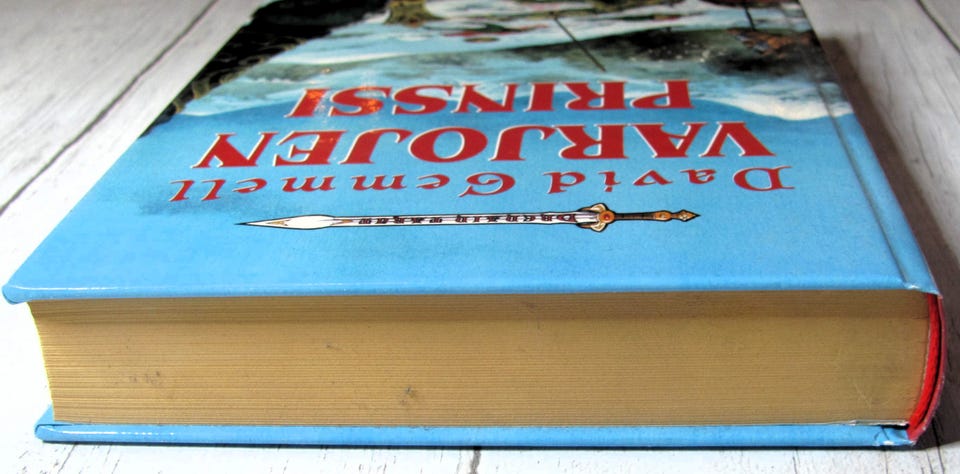 David Gemmell
VARJOJEN
PRINSSI